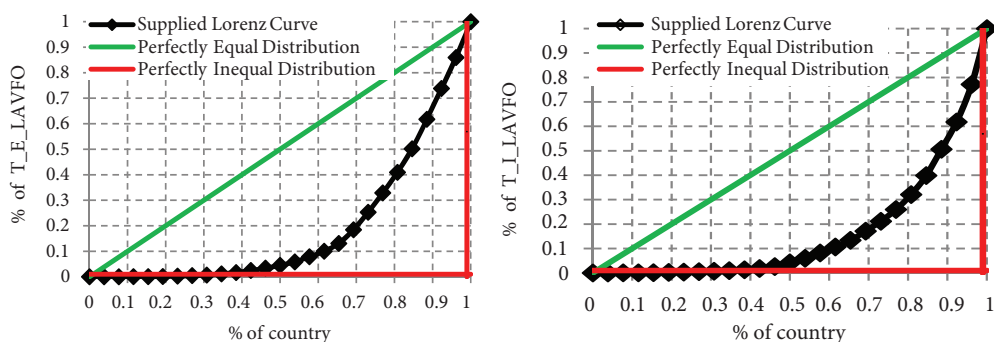 Supplied Lorenz Curve
Perfectly Equal Distribution
Perfectly Inequal Distribution
1
0.9
0.8
0.7
0.6
0.5
0.4
0.3
0.2
0.1
0
% of T_E_LAVFO
0 0.1 0.2 0.3 0.4 0.5 0.6 0.7 0.8 0.9 1
% of country
Supplied Lorenz Curve
Perfectly Equal Distribution
Perfectly Inequal Distribution
1
0.9
0.8
0.7
0.6
0.5
0.4
0.3
0.2
0.1
0
% of T_I_LAVFO
0 0.1 0.2 0.3 0.4 0.5 0.6 0.7 0.8 0.9 1
% of country